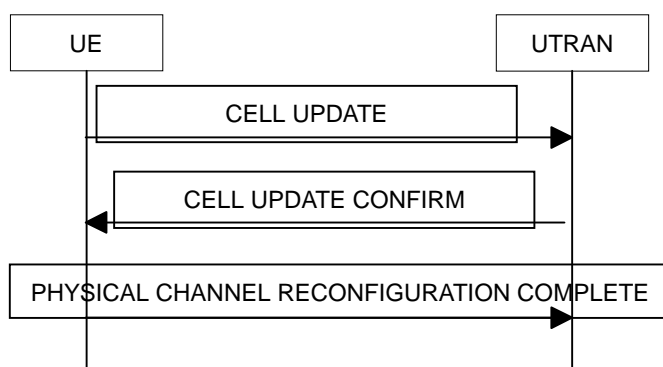 UE
UTRAN
CELL UPDATE
CELL UPDATE CONFIRM
PHYSICAL CHANNEL RECONFIGURATION COMPLETE